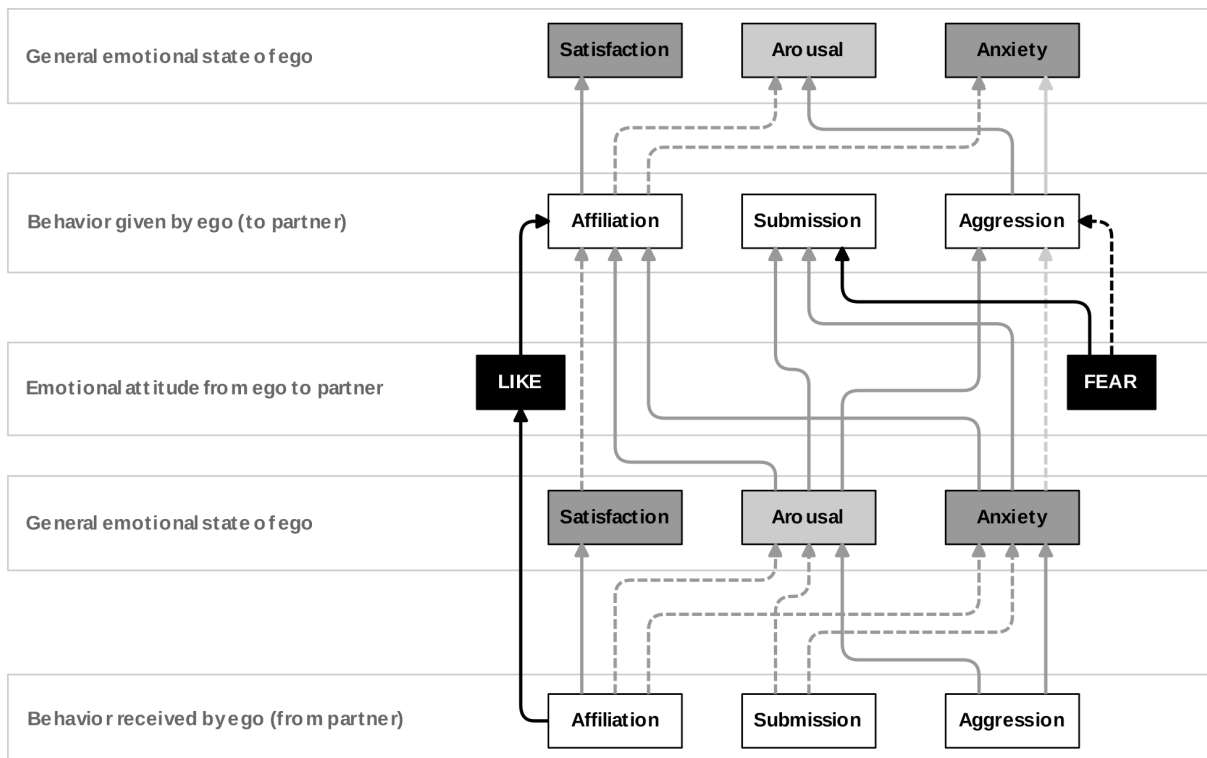 General emotional state of ego
Satisfaction
Arousal
Anxiety
Behavior given by ego (to partner)
Affiliation
Submission
Aggression
Emotional attitude from ego to partner
LIKE
FEAR
General emotional state of ego
Satisfaction
Arousal
Anxiety
Behavior received by ego (from partner)
Affiliation
Submission
Aggression